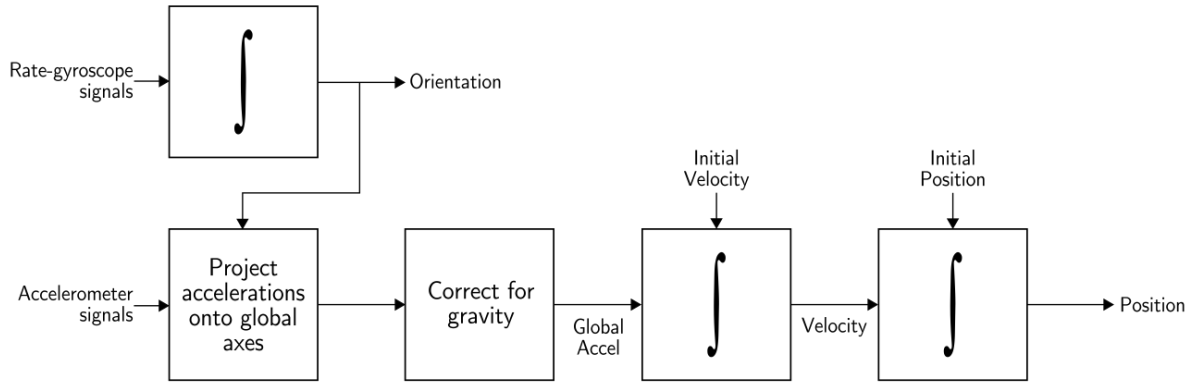 Rate-gyroscope
signals
∫
Orientation
Initial
Velocity
Initial
Position
Accelerometer
signals
Project
accelerations
onto global
axes
Correct for
gravity
Global
Accel
∫
Velocity
∫
Position